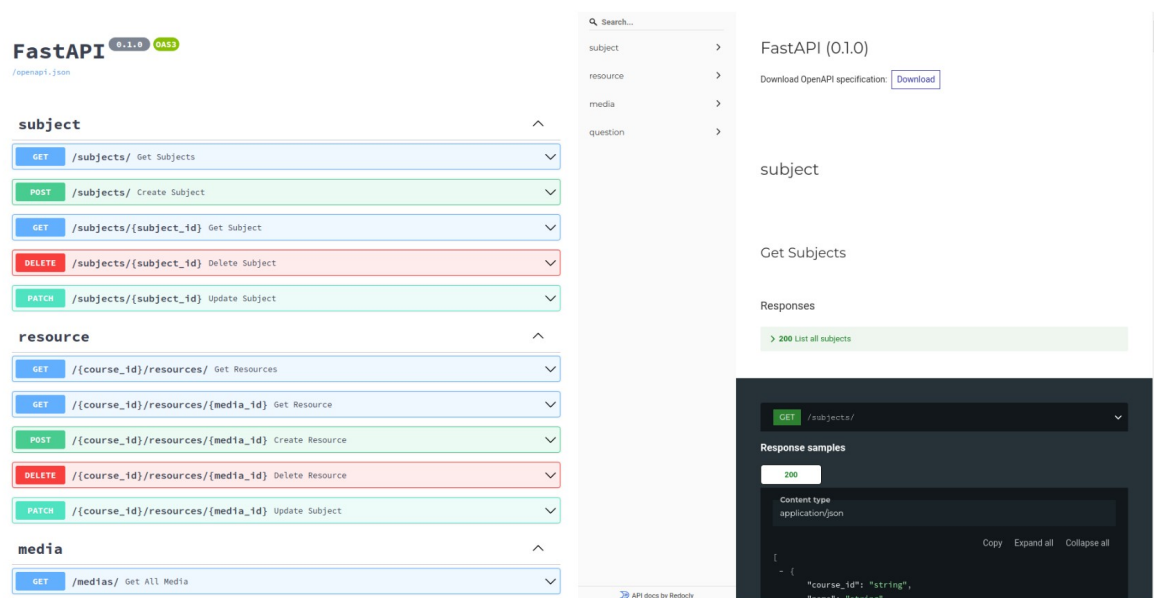 FastAPI 0.1.0 OAS3
/openapi.json
subject
GET /subjects/ Get Subjects
POST /subjects/ Create Subject
GET /subjects/{subject_id} Get Subject
DELETE /subjects/{subject_id} Delete Subject
PATCH /subjects/{subject_id} Update Subject
resource
GET /{course_id}/resources/ Get Resources
GET /{course_id}/resources/{media_id} Get Resource
POST /{course_id}/resources/{media_id} Create Resource
DELETE /{course_id}/resources/{media_id} Delete Resource
PATCH /{course_id}/resources/{media_id} Update Subject
media
GET /medias/ Get All Media
Search...
subject
resource
media
question
API docs by Redocly
FastAPI (0.1.0)
Download OpenAPI specification: Download
subject
Get Subjects
Responses
200 List all subjects
GET /subjects/
Response samples
200
Content type
application/json
Copy Expand all Collapse all
[
- {
"course_id": "string",